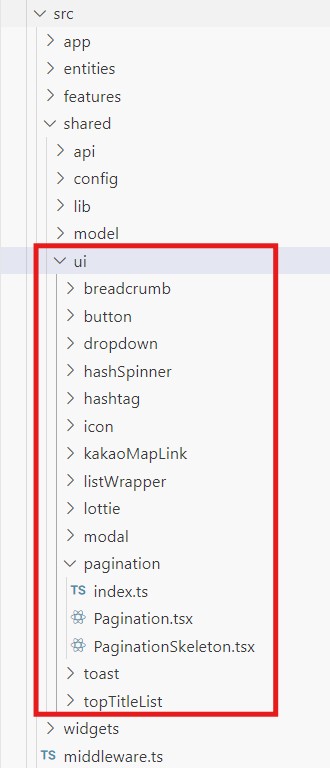 src
app
entities
features
shared
api
config
lib
model
ui
breadcrumb
button
dropdown
hashSpinner
hashtag
icon
kakaoMapLink
listWrapper
lottie
modal
pagination
TS index.ts
Pagination.tsx
PaginationSkeleton.tsx
toast
topTitleList
widgets
TS middleware.ts